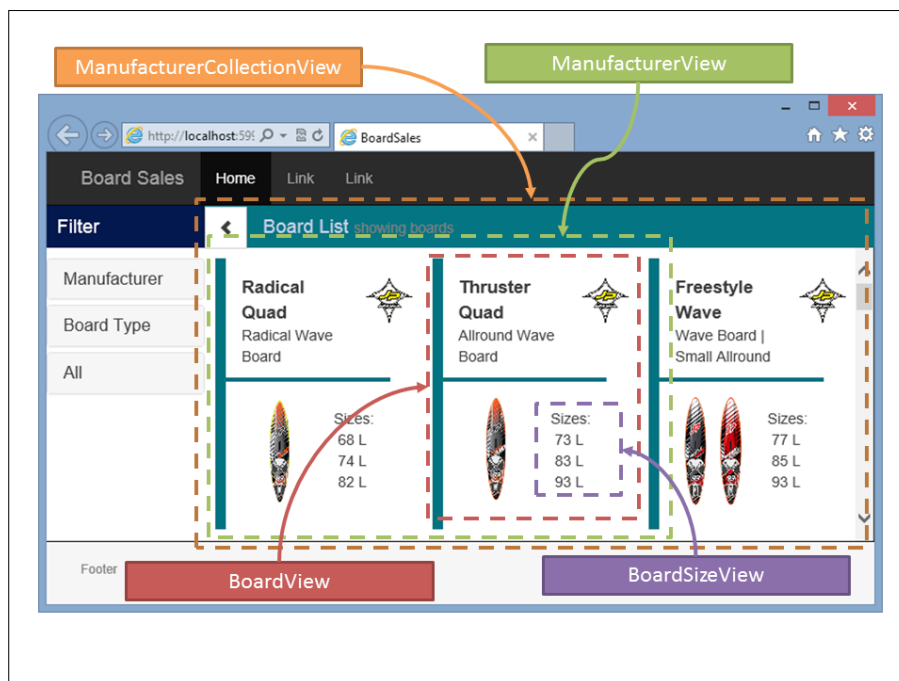 ManufacturerCollectionView
ManufacturerView
http://localhost:599
BoardSales
Board Sales
Home
Link
Link
Filter
Board List showing boards
Manufacturer
Board Type
All
Radical
Quad
Radical Wave
Board
Sizes:
68 L
74 L
82 L
Thruster
Quad
Allround Wave
Board
Sizes:
73 L
83 L
93 L
Freestyle
Wave
Wave Board |
Small Allround
Sizes:
77 L
85 L
93 L
Footer
BoardView
BoardSizeView